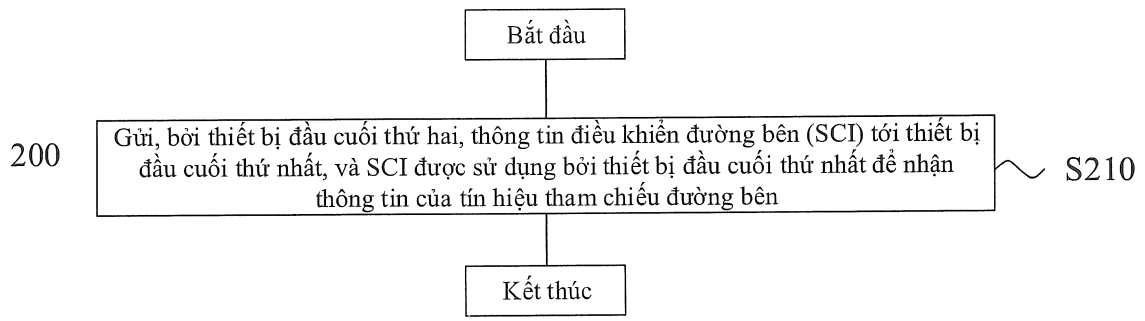 Bắt đầu
Gửi, bởi thiết bị đầu cuối thứ hai, thông tin điều khiển đường bên (SCI) tới thiết bị
đầu cuối thứ nhất, và SCI được sử dụng bởi thiết bị đầu cuối thứ nhất để nhận
thông tin của tín hiệu tham chiếu đường bên
200
S210
Kết thúc